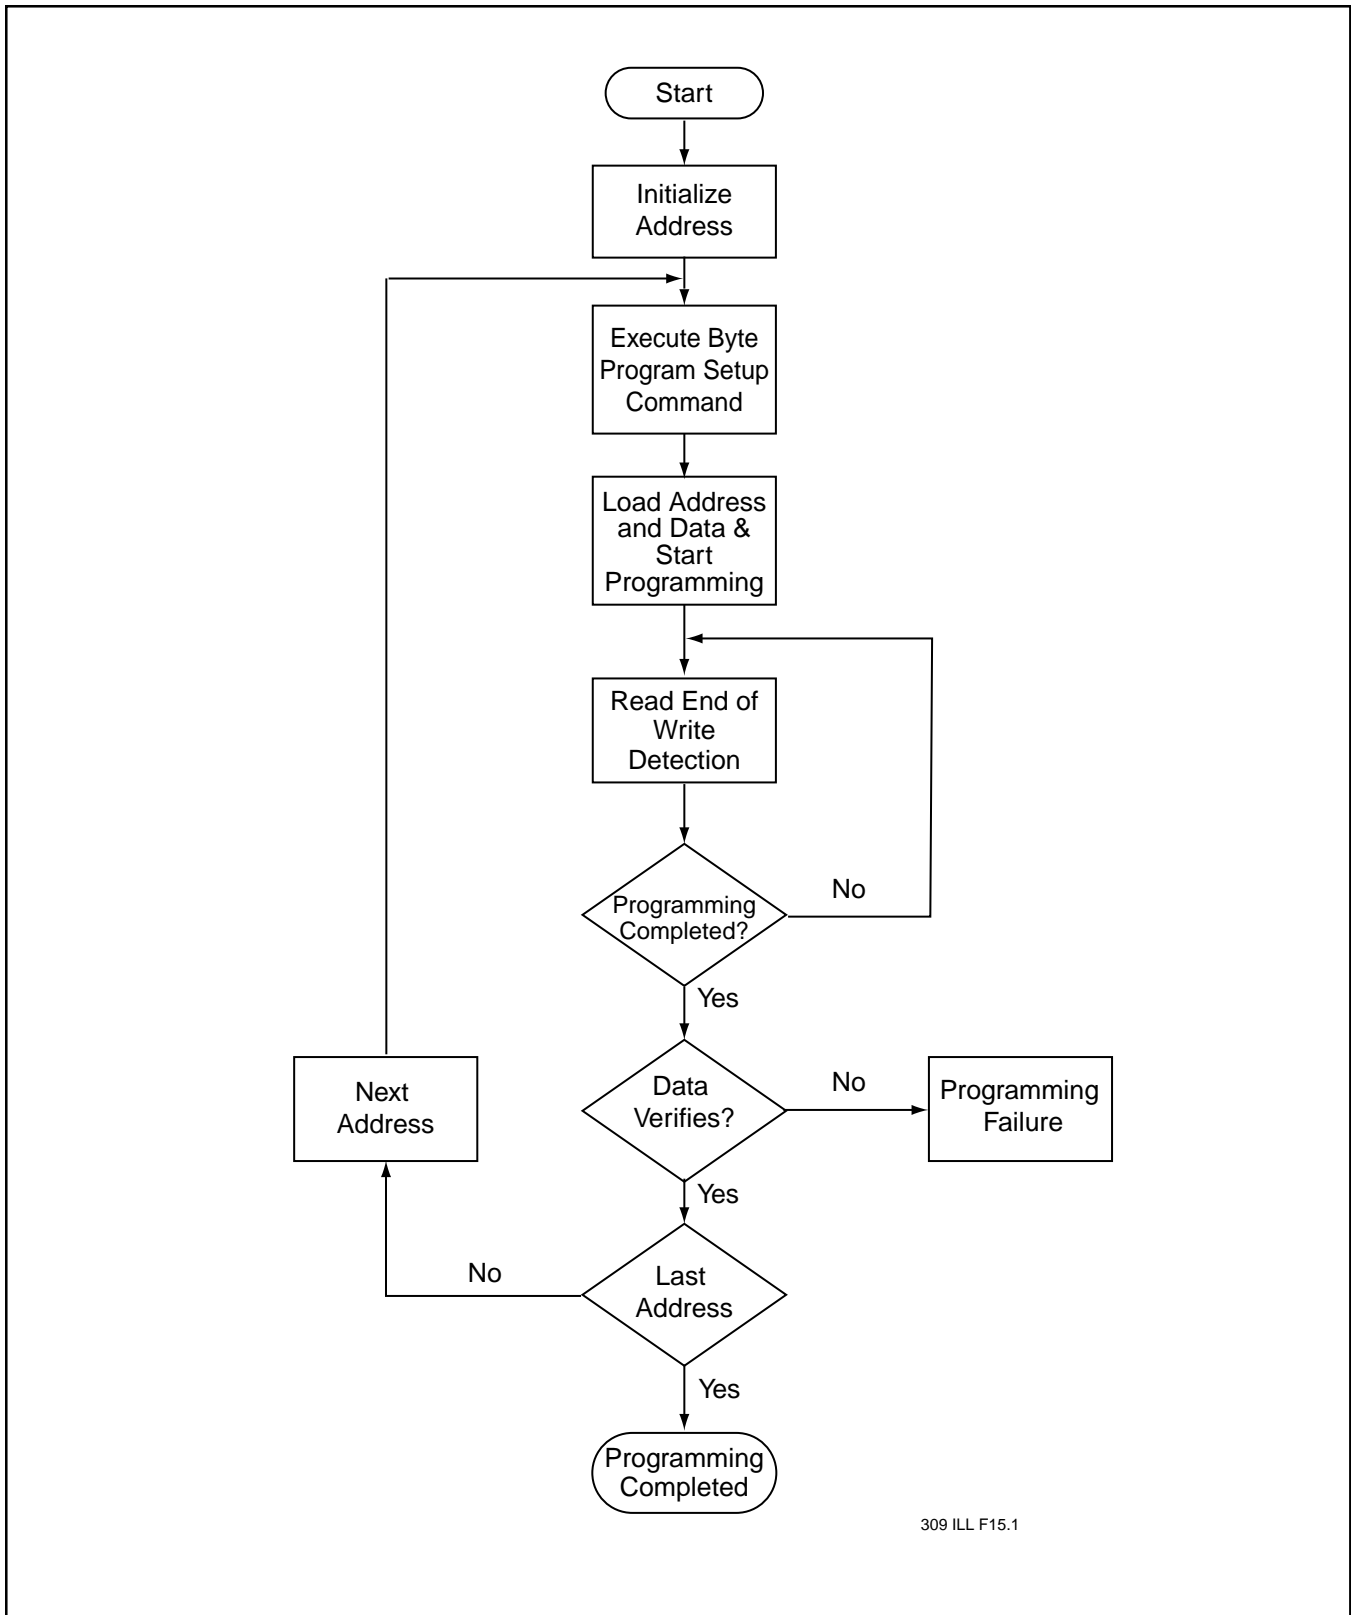 Start
Initialize
Address
Execute Byte
Program Setup
Command
Load Address
and Data &
Start
Programming
Read End of
Write
Detection
Programming
Completed?
No
Yes
Data
Verifies?
No
Programming
Failure
Next
Address
Yes
Last
Address
No
Yes
Programming
Completed
309 ILL F15.1